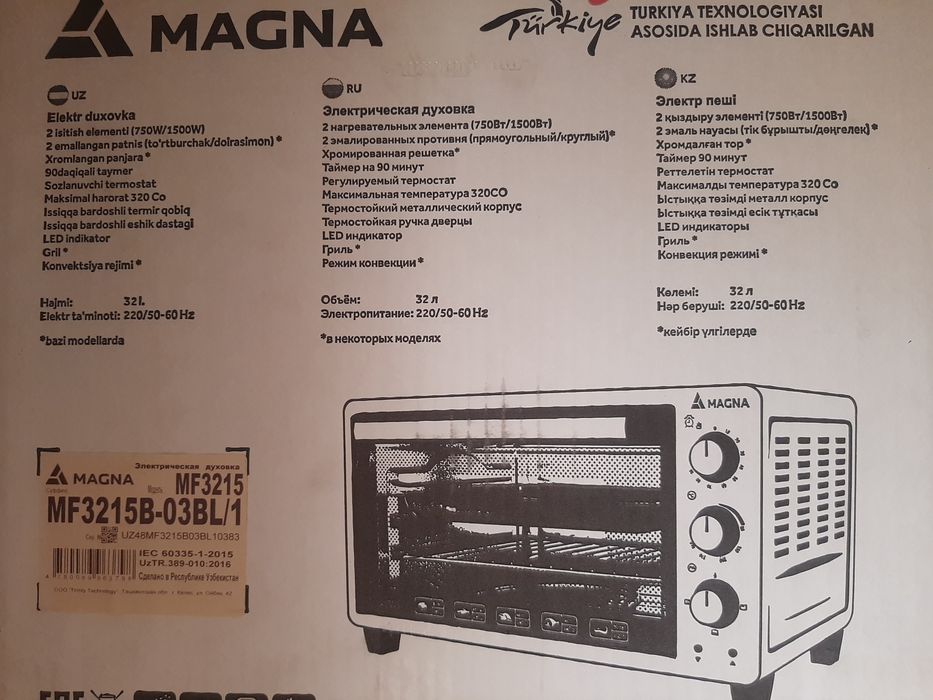 MAGNA
Türkiye
TURKIYA TEXNOLOGIYASI
ASOSIDA ISHLAB CHIQARILGAN
UZ
Elektr duxovka
2 isitish elementi (750W/1500W)
2 emallangan patnis (to'rtburchak/doirasimon) *
Xromlangan panjara *
90daqiqali taymer
Sozlanuvchi termostat
Maksimal harorat 320 Co
Issiqqa bardoshli termir qobiq
Issiqqa bardoshli eshik dastagi
LED indikator
Gril *
Konvektsiya rejimi *
Hajmi: 32 l.
Elektr ta'minoti: 220/50-60 Hz
*bazi modellarda
RU
Электрическая духовка
2 нагревательных элемента (750Вт/1500Вт)
2 эмалированных противня (прямоугольный/круглый)*
Хромированная решетка*
Таймер на 90 минут
Регулируемый термостат
Максимальная температура 320СО
Термостойкий металлический корпус
Термостойкая ручка дверцы
LED индикатор
Гриль *
Режим конвекции *
Объём: 32 л
Электропитание: 220/50-60 Hz
*в некоторых моделях
KZ
Электр пеші
2 қыздыру элементі (750Вт/1500Вт)
2 эмаль науасы (тік бұрышты/дөңгелек) *
Хромдалған тор *
Таймер 90 минут
Реттелетін термостат
Максималды температура 320 Co
Ыстыққа төзімді металл корпус
Ыстыққа төзімді есік тұтқасы
LED индикаторы
Гриль *
Конвекция режимі *
Көлемі: 32 л
Нәр беруші: 220/50-60 Hz
*кейбір үлгілерде
MAGNA
Электрическая духовка
MAGNA
Модель MF3215
MF3215B-03BL/1
UZ48MF3215B03BL10383
IEC 60335-1-2015
UzTR.389-010:2016
Сделано в Республике Узбекистан